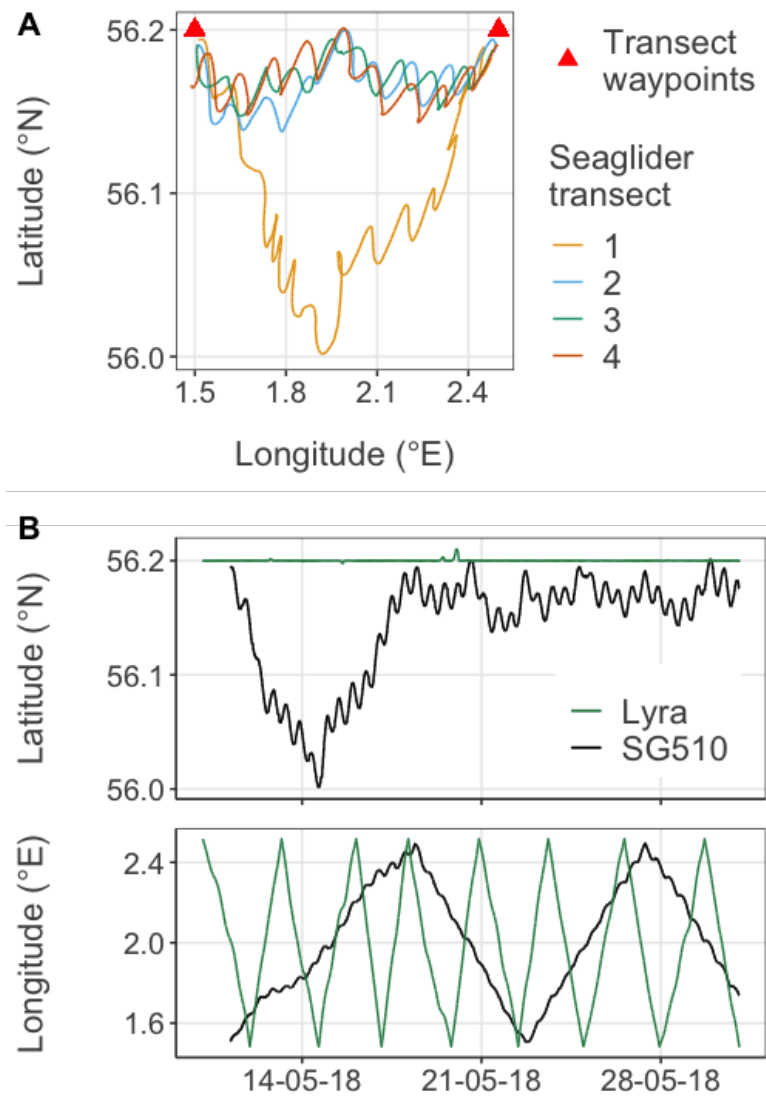 A
56.2
56.1
56.0
Latitude (°N)
1.5 1.8 2.1 2.4
Longitude (°E)
Transect
waypoints
Seaglider
transect
1
2
3
4
B
56.2
56.1
56.0
Latitude (°N)
Lyra
SG510
2.4
2.0
1.6
Longitude (°E)
14-05-18 21-05-18 28-05-18